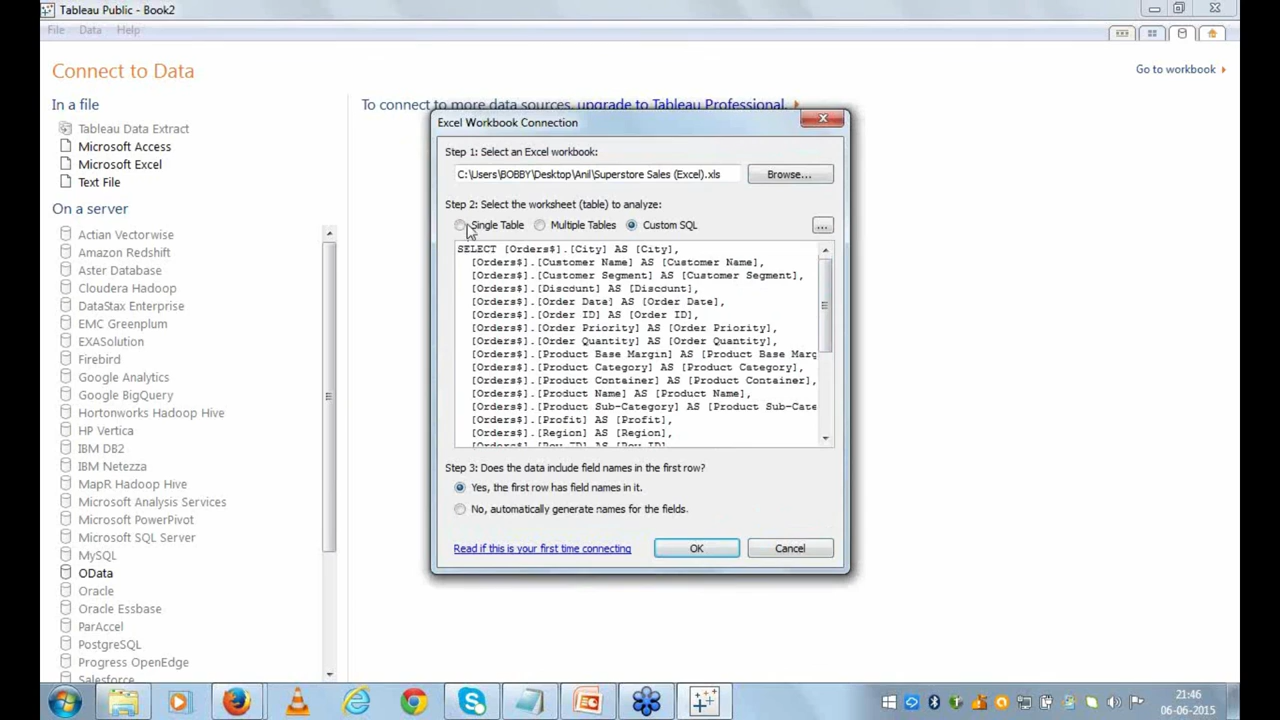 Tableau Public - Book2
File Data Help
Connect to Data
Go to workbook
In a file
To connect to more data sources, upgrade to Tableau Professional.
Tableau Data Extract
Microsoft Access
Microsoft Excel
Text File
On a server
Actian Vectorwise
Amazon Redshift
Aster Database
Cloudera Hadoop
DataStax Enterprise
EMC Greenplum
EXASolution
Firebird
Google Analytics
Google BigQuery
Hortonworks Hadoop Hive
HP Vertica
IBM DB2
IBM Netezza
MapR Hadoop Hive
Microsoft Analysis Services
Microsoft PowerPivot
Microsoft SQL Server
MySQL
OData
Oracle
Oracle Essbase
ParAccel
PostgreSQL
Progress OpenEdge
Salesforce
Excel Workbook Connection
Step 1: Select an Excel workbook:
C:\Users\BOBBY\Desktop\Anil\Superstore Sales (Excel).xls Browse...
Step 2: Select the worksheet (table) to analyze:
Single Table Multiple Tables Custom SQL ...
SELECT [Orders$].[City] AS [City],
[Orders$].[Customer Name] AS [Customer Name],
[Orders$].[Customer Segment] AS [Customer Segment],
[Orders$].[Discount] AS [Discount],
[Orders$].[Order Date] AS [Order Date],
[Orders$].[Order ID] AS [Order ID],
[Orders$].[Order Priority] AS [Order Priority],
[Orders$].[Order Quantity] AS [Order Quantity],
[Orders$].[Product Base Margin] AS [Product Base Marg
[Orders$].[Product Category] AS [Product Category],
[Orders$].[Product Container] AS [Product Container],
[Orders$].[Product Name] AS [Product Name],
[Orders$].[Product Sub-Category] AS [Product Sub-Cate
[Orders$].[Profit] AS [Profit],
[Orders$].[Region] AS [Region],
[Orders$].[Row ID] AS [Row ID]
Step 3: Does the data include field names in the first row?
Yes, the first row has field names in it.
No, automatically generate names for the fields.
Read if this is your first time connecting OK Cancel
21:46
06-06-2015